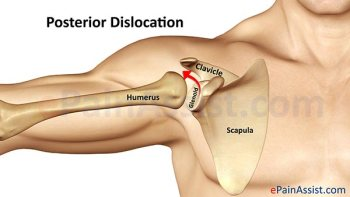 Posterior Dislocation
Clavicle
Glenoid
Humerus
Scapula
ePainAssist.com
ePainAssist.com